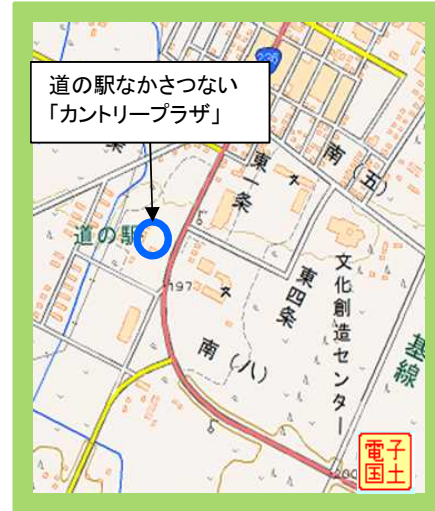 236
道の駅なかさつない
「カントリープラザ」
南(五)
東一条
道の駅
197
東四条
文化創造センター
基線
南(八)
200
電子
国土